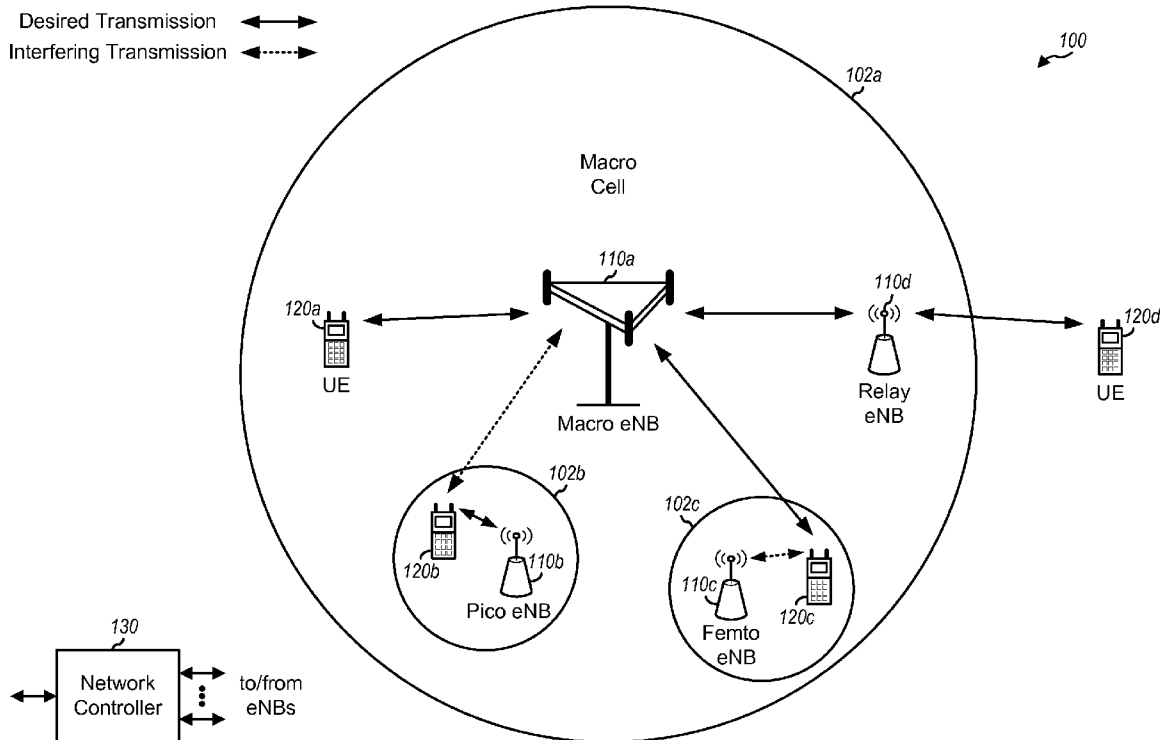 Desired Transmission
Interfering Transmission
100
102a
Macro
Cell
110a
110d
120a
120d
UE
Macro eNB
Relay
eNB
UE
102b
102c
120b
110b
Pico eNB
110c
120c
Femto
eNB
130
Network
Controller
to/from
eNBs